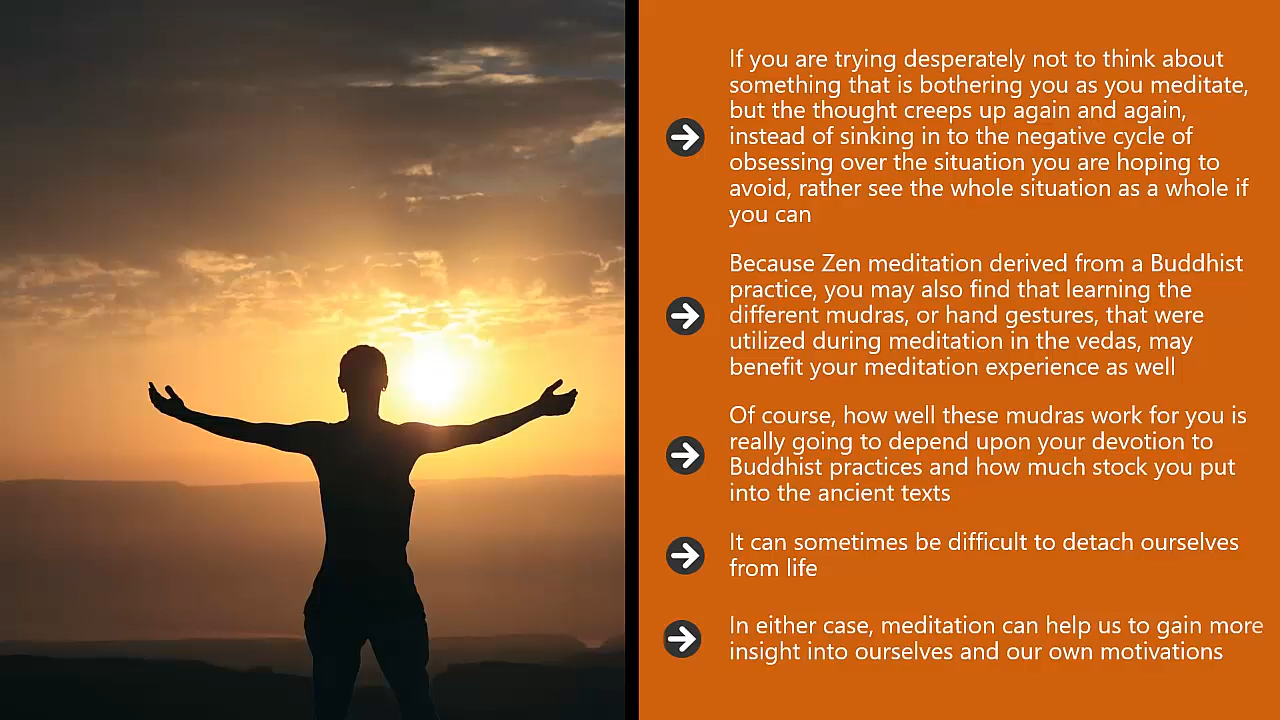 If you are trying desperately not to think about
something that is bothering you as you meditate,
but the thought creeps up again and again,
instead of sinking in to the negative cycle of
obsessing over the situation you are hoping to
avoid, rather see the whole situation as a whole if
you can
Because Zen meditation derived from a Buddhist
practice, you may also find that learning the
different mudras, or hand gestures, that were
utilized during meditation in the vedas, may
benefit your meditation experience as well
Of course, how well these mudras work for you is
really going to depend upon your devotion to
Buddhist practices and how much stock you put
into the ancient texts
It can sometimes be difficult to detach ourselves
from life
In either case, meditation can help us to gain more
insight into ourselves and our own motivations